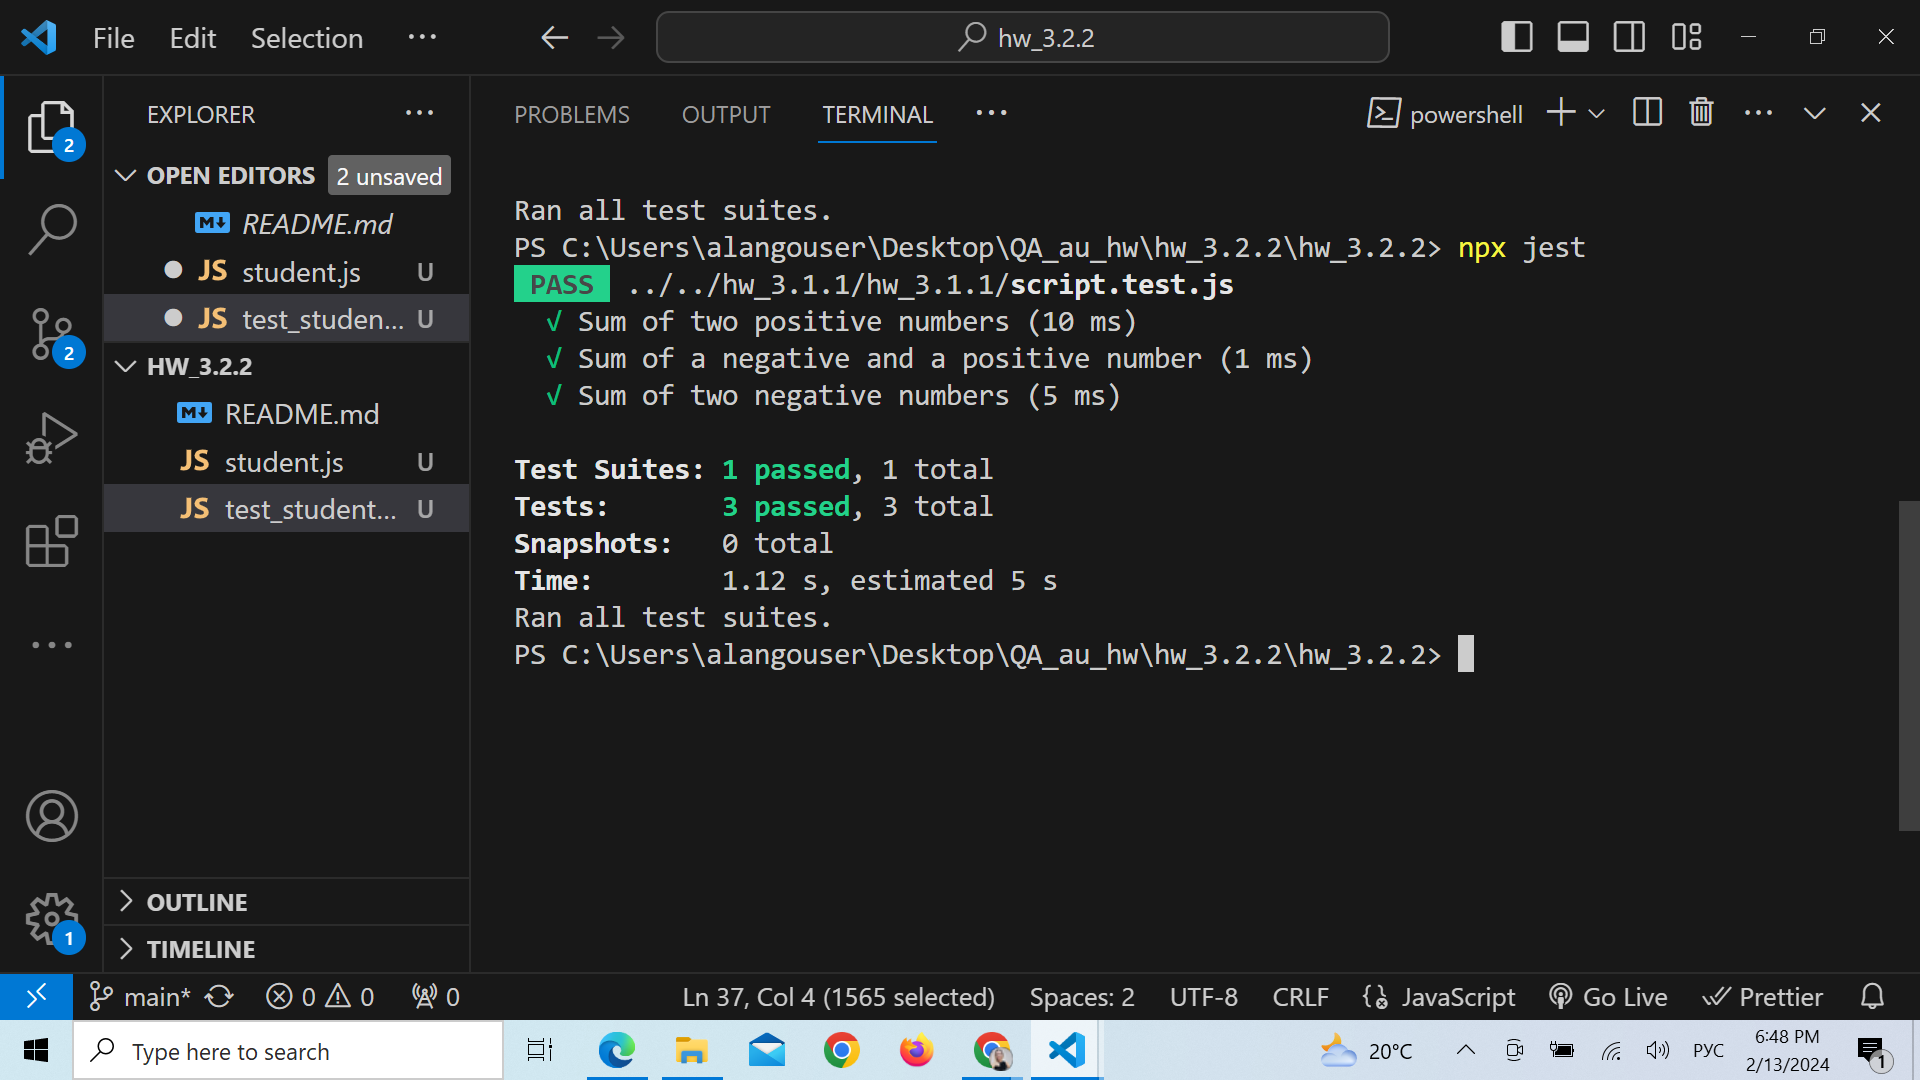 File Edit Selection ...
hw_3.2.2
EXPLORER ...
OPEN EDITORS 2 unsaved
README.md
JS student.js U
JS test_studen... U
HW_3.2.2
README.md
JS student.js U
JS test_student... U
OUTLINE
TIMELINE
2
2
1
PROBLEMS OUTPUT TERMINAL ...
powershell
Ran all test suites.
PS C:\Users\alangouser\Desktop\QA_au_hw\hw_3.2.2\hw_3.2.2> npx jest
PASS ../../hw_3.1.1/hw_3.1.1/script.test.js
√ Sum of two positive numbers (10 ms)
√ Sum of a negative and a positive number (1 ms)
√ Sum of two negative numbers (5 ms)
Test Suites: 1 passed, 1 total
Tests: 3 passed, 3 total
Snapshots: 0 total
Time: 1.12 s, estimated 5 s
Ran all test suites.
PS C:\Users\alangouser\Desktop\QA_au_hw\hw_3.2.2\hw_3.2.2>
main* 0 0 0 Ln 37, Col 4 (1565 selected) Spaces: 2 UTF-8 CRLF JavaScript Go Live Prettier
Type here to search
20°C
РУС
6:48 PM
2/13/2024
1